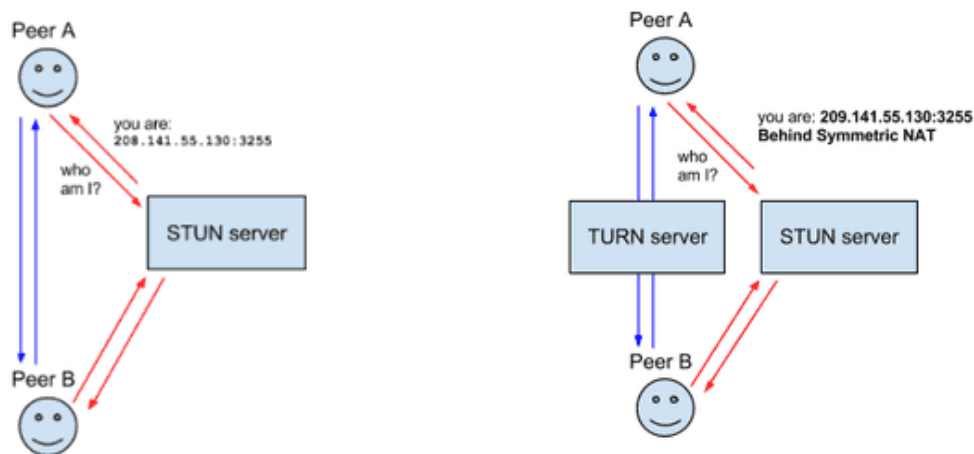 Peer A
you are:
208.141.55.130:3255
who
am I?
STUN server
Peer B
Peer A
you are: 209.141.55.130:3255
Behind Symmetric NAT
who
am I?
TURN server
STUN server
Peer B